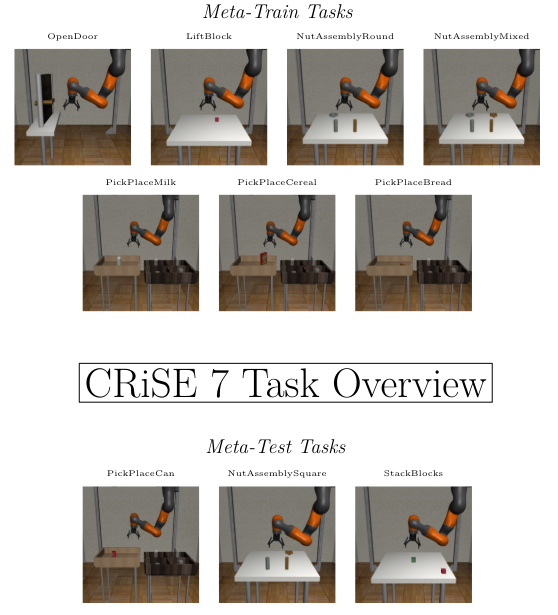 Meta-Train Tasks
OpenDoor LiftBlock NutAssemblyRound NutAssemblyMixed
PickPlaceMilk PickPlaceCereal PickPlaceBread
CRiSE 7 Task Overview
Meta-Test Tasks
PickPlaceCan NutAssemblySquare StackBlocks